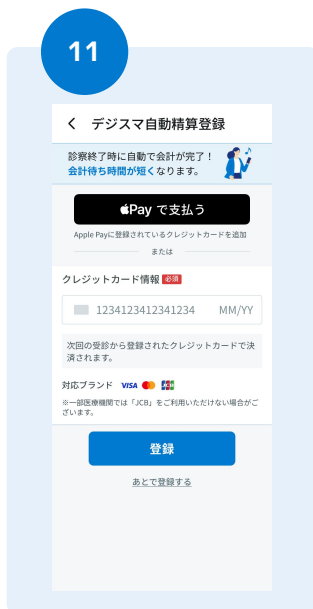 11
デジスマ自動精算登録
診察終了時に自動で会計が完了!
会計待ち時間が短くなります。
Pay で支払う
Apple Payに登録されているクレジットカードを追加
または
クレジットカード情報 必須
1234123412341234 MM/YY
次回の受診から登録されたクレジットカードで決
済されます。
対応ブランド VISA JCB
※一部医療機関では「JCB」をご利用いただけない場合がご
ざいます。
登録
あとで登録する